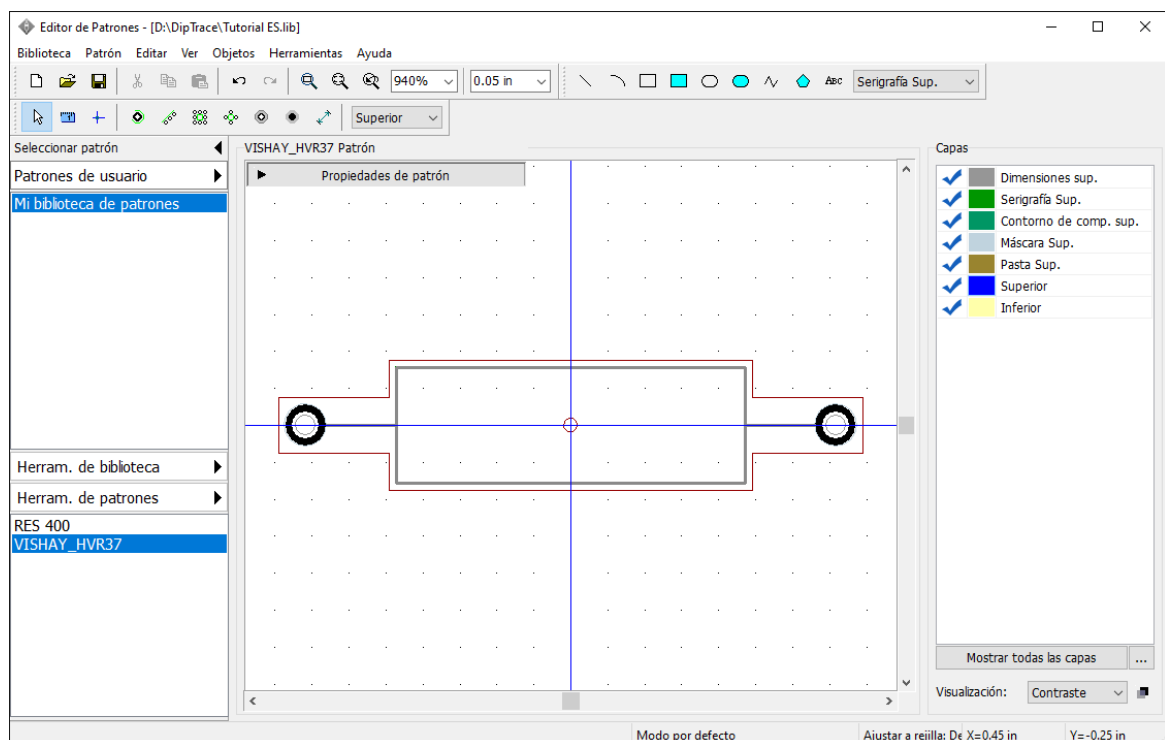 Editor de Patrones - [D:\DipTrace\Tutorial ES.lib]
Biblioteca Patrón Editar Ver Objetos Herramientas Ayuda
940% 0.05 in ABC Serigrafía Sup.
Superior
Seleccionar patrón
Patrones de usuario
Mi biblioteca de patrones
Herram. de biblioteca
Herram. de patrones
RES 400
VISHAY_HVR37
VISHAY_HVR37 Patrón
Propiedades de patrón
Capas
Dimensiones sup.
Serigrafía Sup.
Contorno de comp. sup.
Máscara Sup.
Pasta Sup.
Superior
Inferior
Mostrar todas las capas ...
Visualización: Contraste
Modo por defecto Ajustar a rejilla: De X=0.45 in Y=-0.25 in